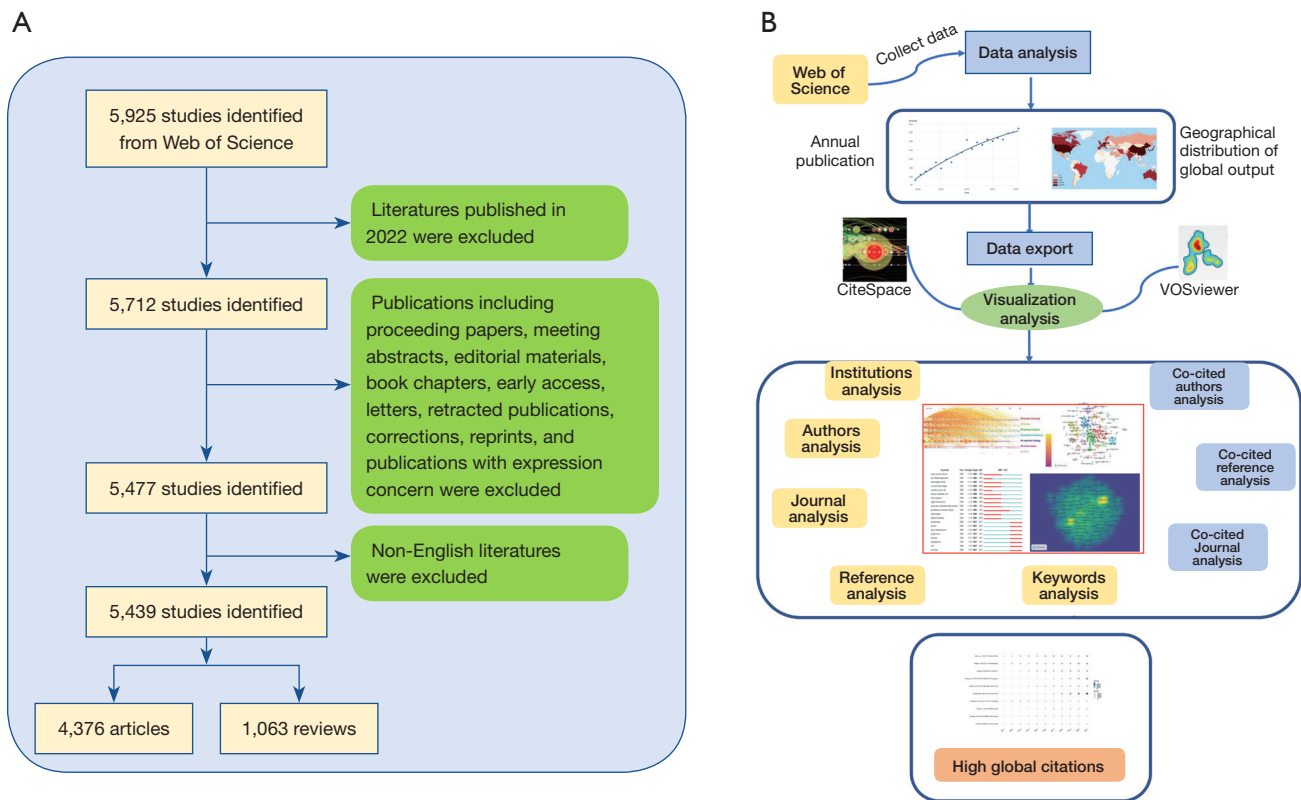 A
5,925 studies identified
from Web of Science
Literatures published in
2022 were excluded
5,712 studies identified
Publications including
proceeding papers, meeting
abstracts, editorial materials,
book chapters, early access,
letters, retracted publications,
corrections, reprints, and
publications with expression
concern were excluded
5,477 studies identified
Non-English literatures
were excluded
5,439 studies identified
4,376 articles
1,063 reviews
B
Web of
Science
Collect data
Data analysis
Annual
publication
Geographical
distribution of
global output
Data export
CiteSpace
VOSviewer
Visualization
analysis
Institutions
analysis
Co-cited
authors
analysis
Authors
analysis
Co-cited
reference
analysis
Journal
analysis
Co-cited
Journal
analysis
Reference
analysis
Keywords
analysis
High global citations